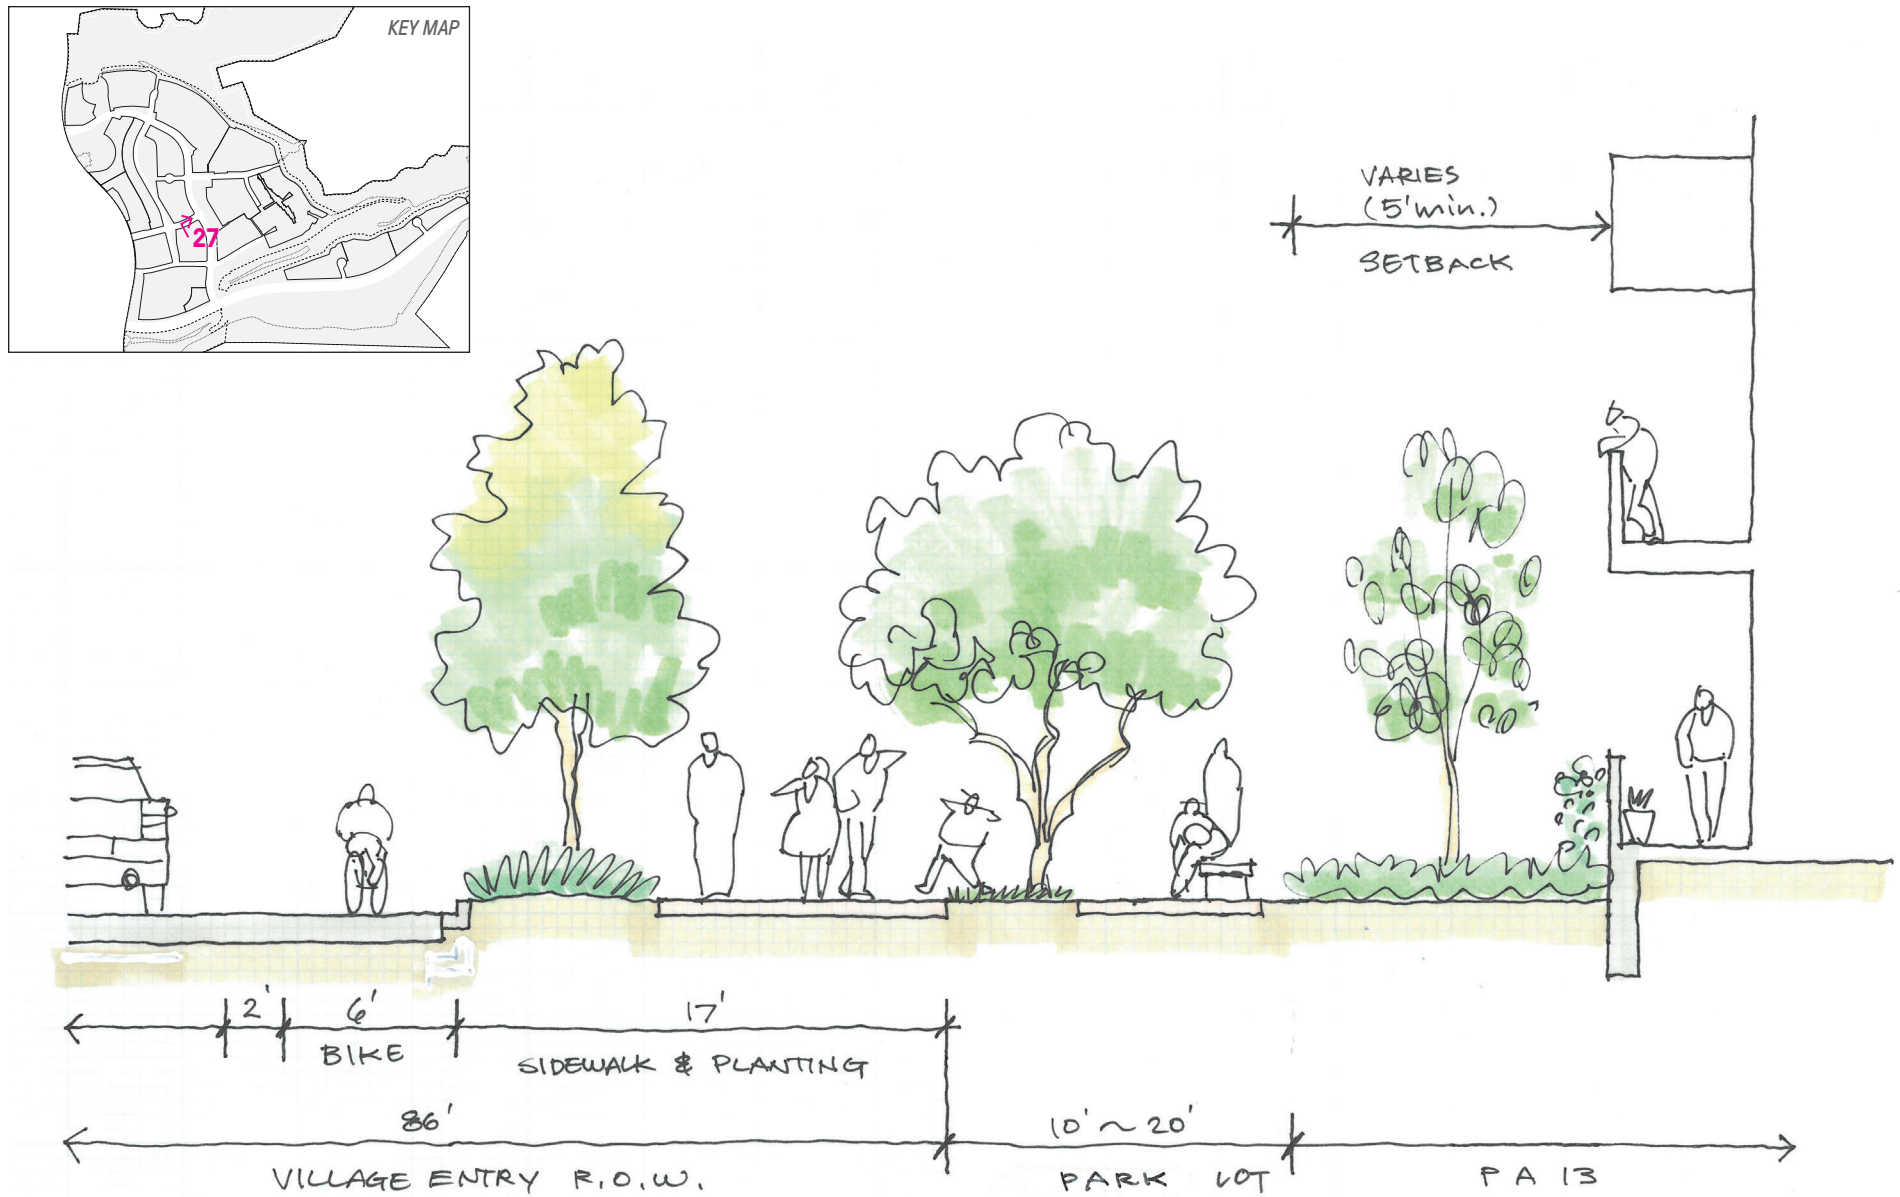 KEY MAP
27
VARIES
(5'min.)
SETBACK
2'
6'
17'
BIKE
SIDEWALK & PLANTING
86'
10'~20'
VILLAGE ENTRY R.O.W.
PARK LOT
PA 13